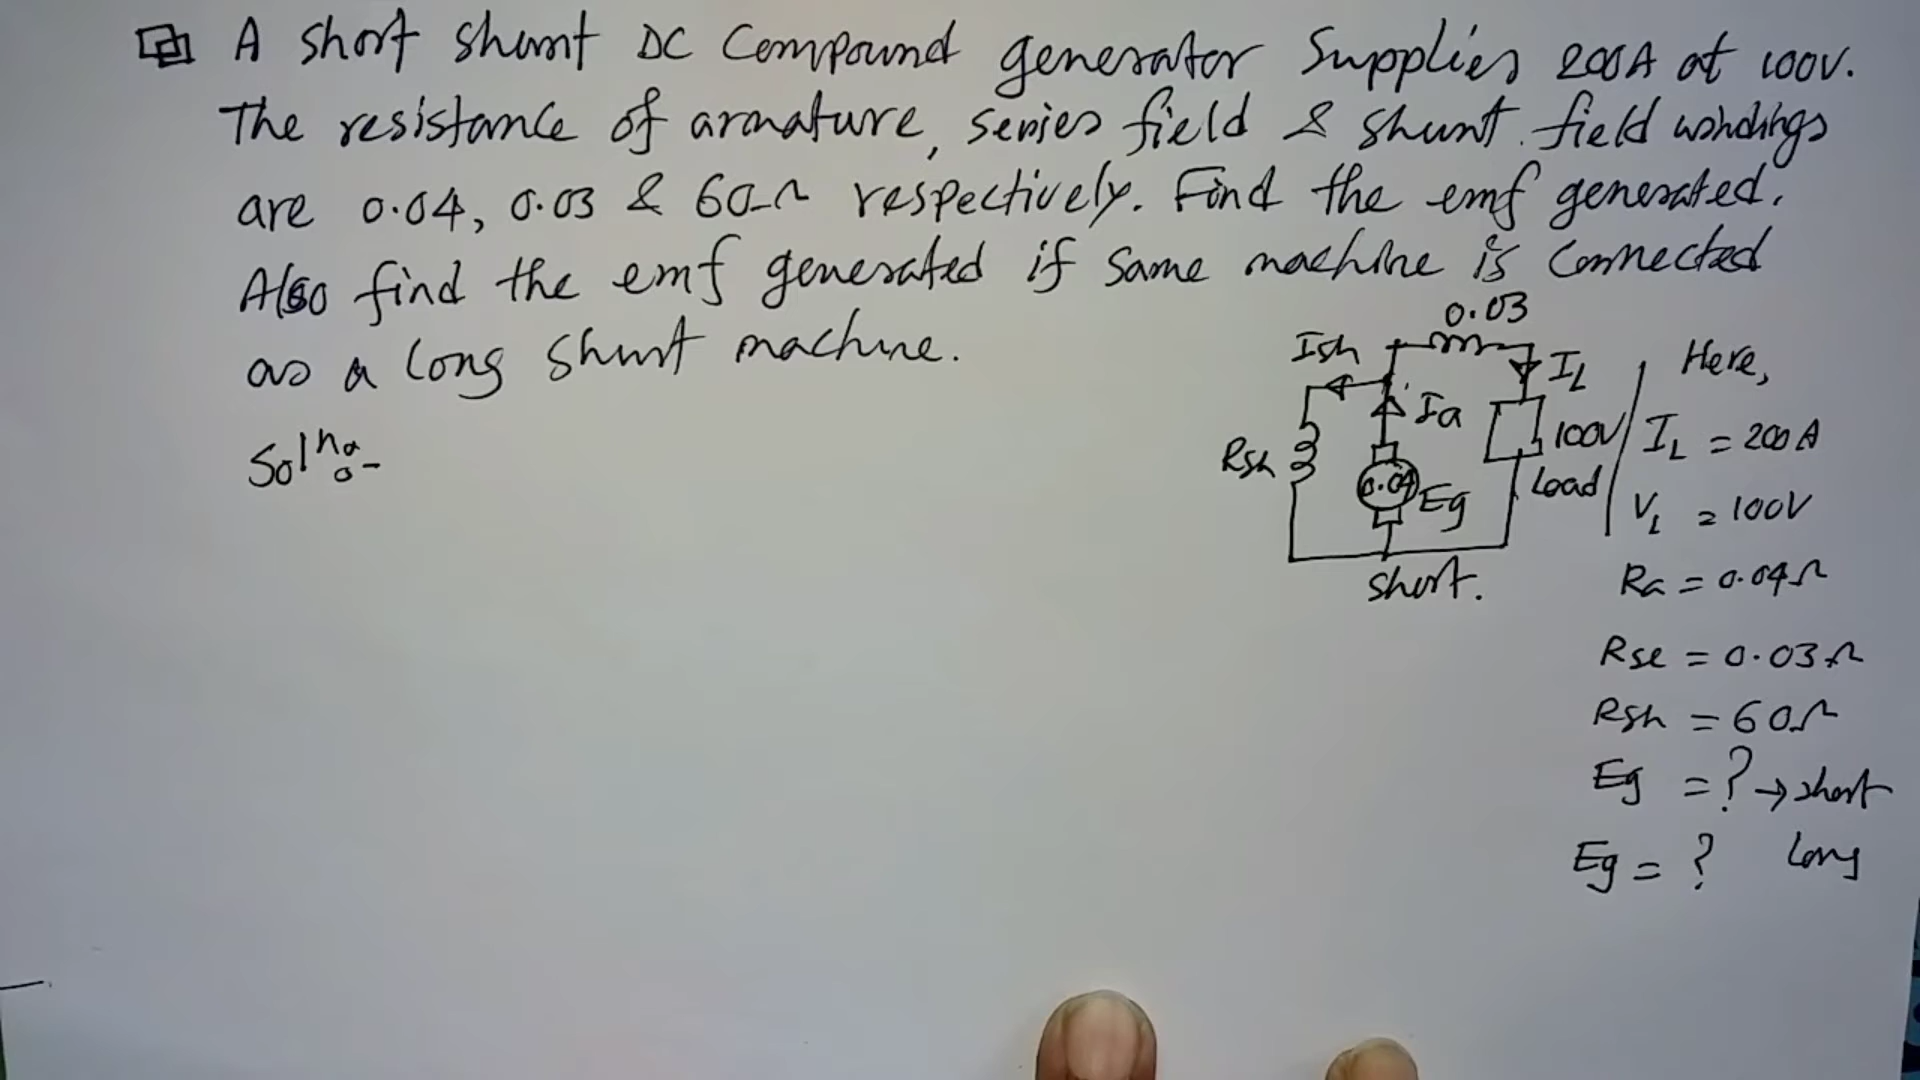 A short shunt DC Compound generator Supplies 200A at 100V.
The resistance of armature, series field & shunt field windings
are 0.04, 0.03 & 60Ω respectively. Find the emf generated.
Also find the emf generated if same machine is connected
as a long shunt machine.
Solⁿ:-
0.03
Ish
IL
Ia
Rsh
0.04
Eg
100V
Load
short.
Here,
IL = 200A
VL = 100V
Ra = 0.04Ω
Rse = 0.03Ω
Rsh = 60Ω
Eg = ? → short
Eg = ? long